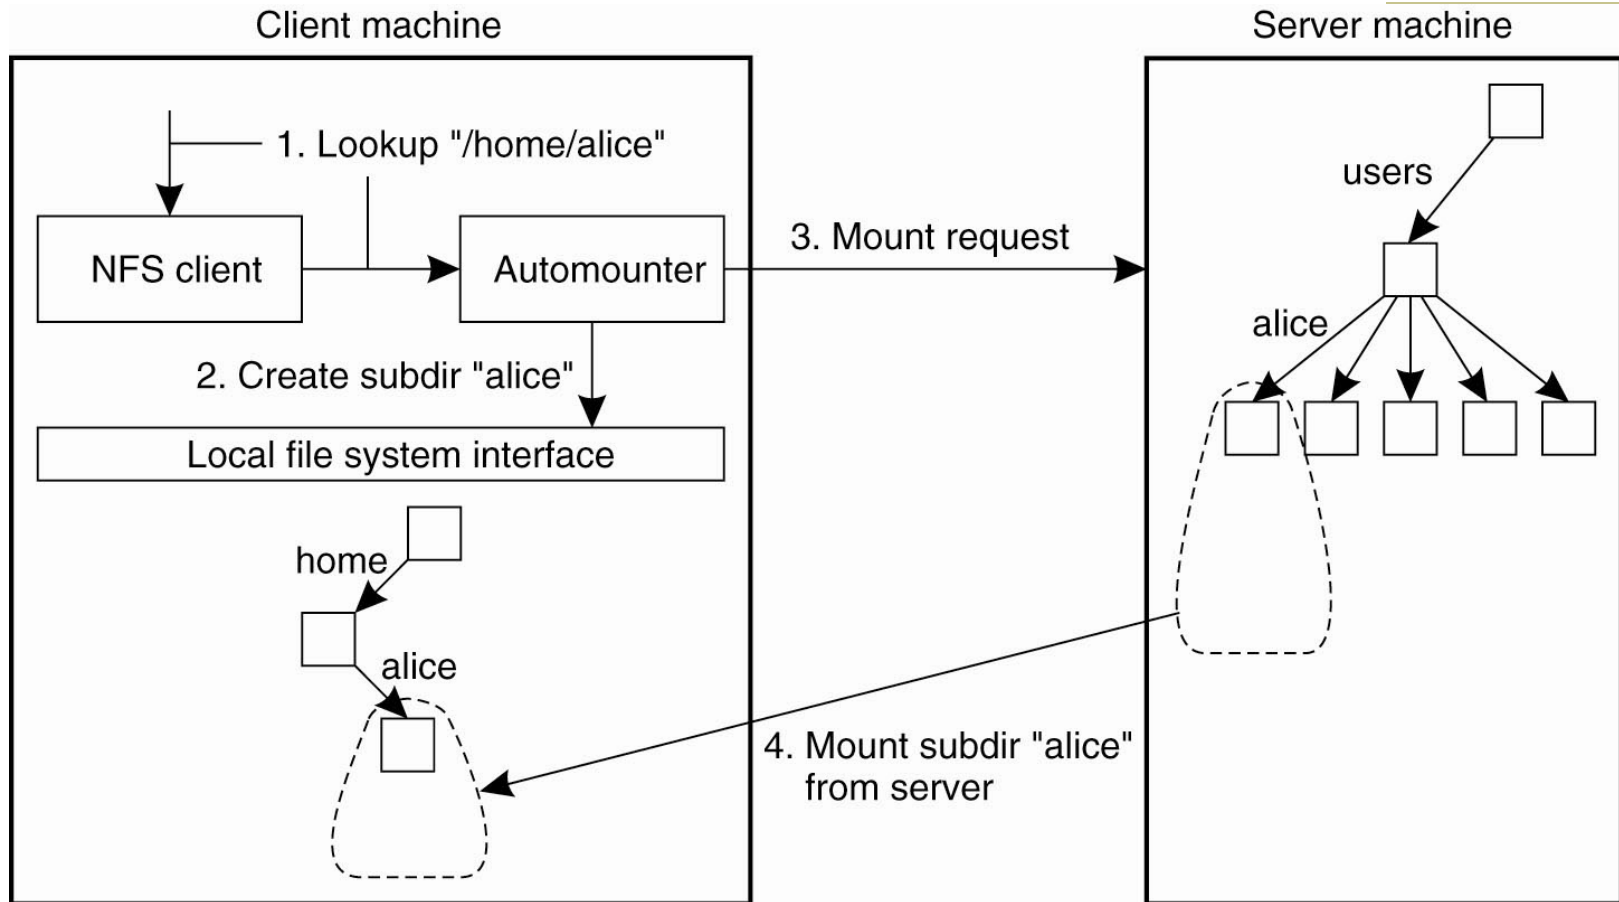 Client machine
Server machine
1. Lookup "/home/alice"
users
NFS client
Automounter
3. Mount request
alice
2. Create subdir "alice"
Local file system interface
home
alice
4. Mount subdir "alice"
from server